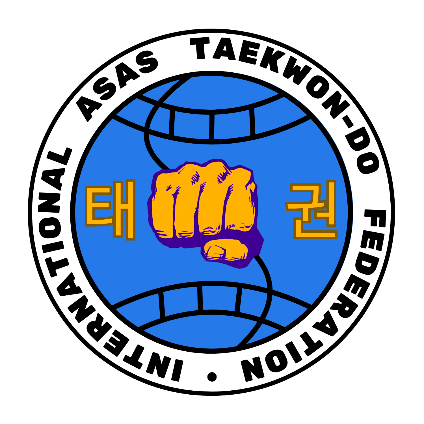 INTERNATIONAL ASAS TAEKWON-DO FEDERATION •
태 권